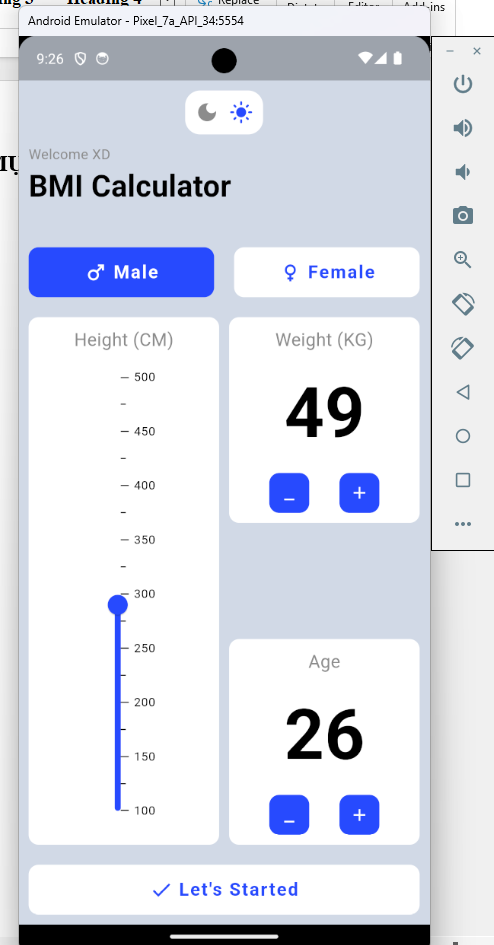 Replace
Android Emulator - Pixel_7a_API_34:5554
9:26
Welcome XD
BMI Calculator
Male
Female
Height (CM)
500
450
400
350
300
250
200
150
100
Weight (KG)
49
_ +
Age
26
_ +
Let's Started